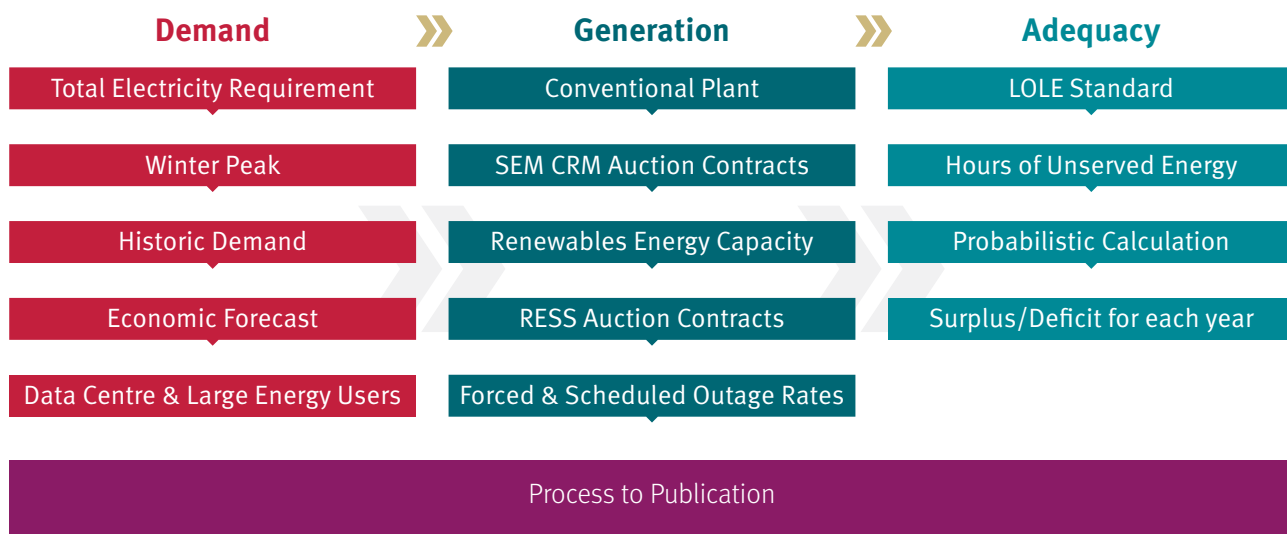 Demand
Generation
Adequacy
Total Electricity Requirement
Conventional Plant
LOLE Standard
Winter Peak
SEM CRM Auction Contracts
Hours of Unserved Energy
Historic Demand
Renewables Energy Capacity
Probabilistic Calculation
Economic Forecast
RESS Auction Contracts
Surplus/Deficit for each year
Data Centre & Large Energy Users
Forced & Scheduled Outage Rates
Process to Publication